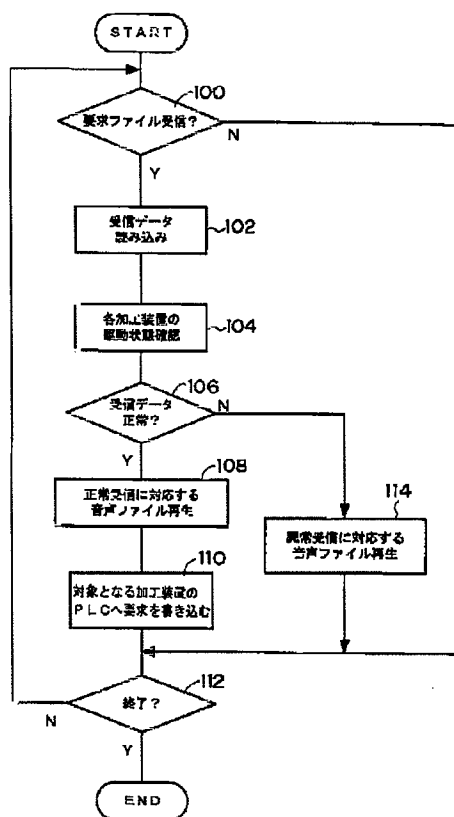 START
100
要求ファイル受信?
N
Y
受信データ
読み込み
102
各加工装置の
駆動状態確認
104
106
受信データ
正常?
N
Y
108
正常受信に対応する
音声ファイル再生
114
異常受信に対応する
音声ファイル再生
110
対象となる加工装置の
PLCへ要求を書き込む
112
終了?
N
Y
END